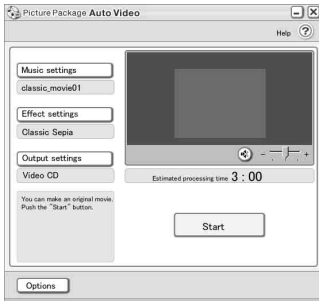 Picture Package Auto Video
Help ?
Music settings
classic_movie01
Effect settings
Classic Sepia
Output settings
Video CD
- +
Estimated processing time 3 : 00
You can make an original movie.
Push the "Start" button.
Start
Options